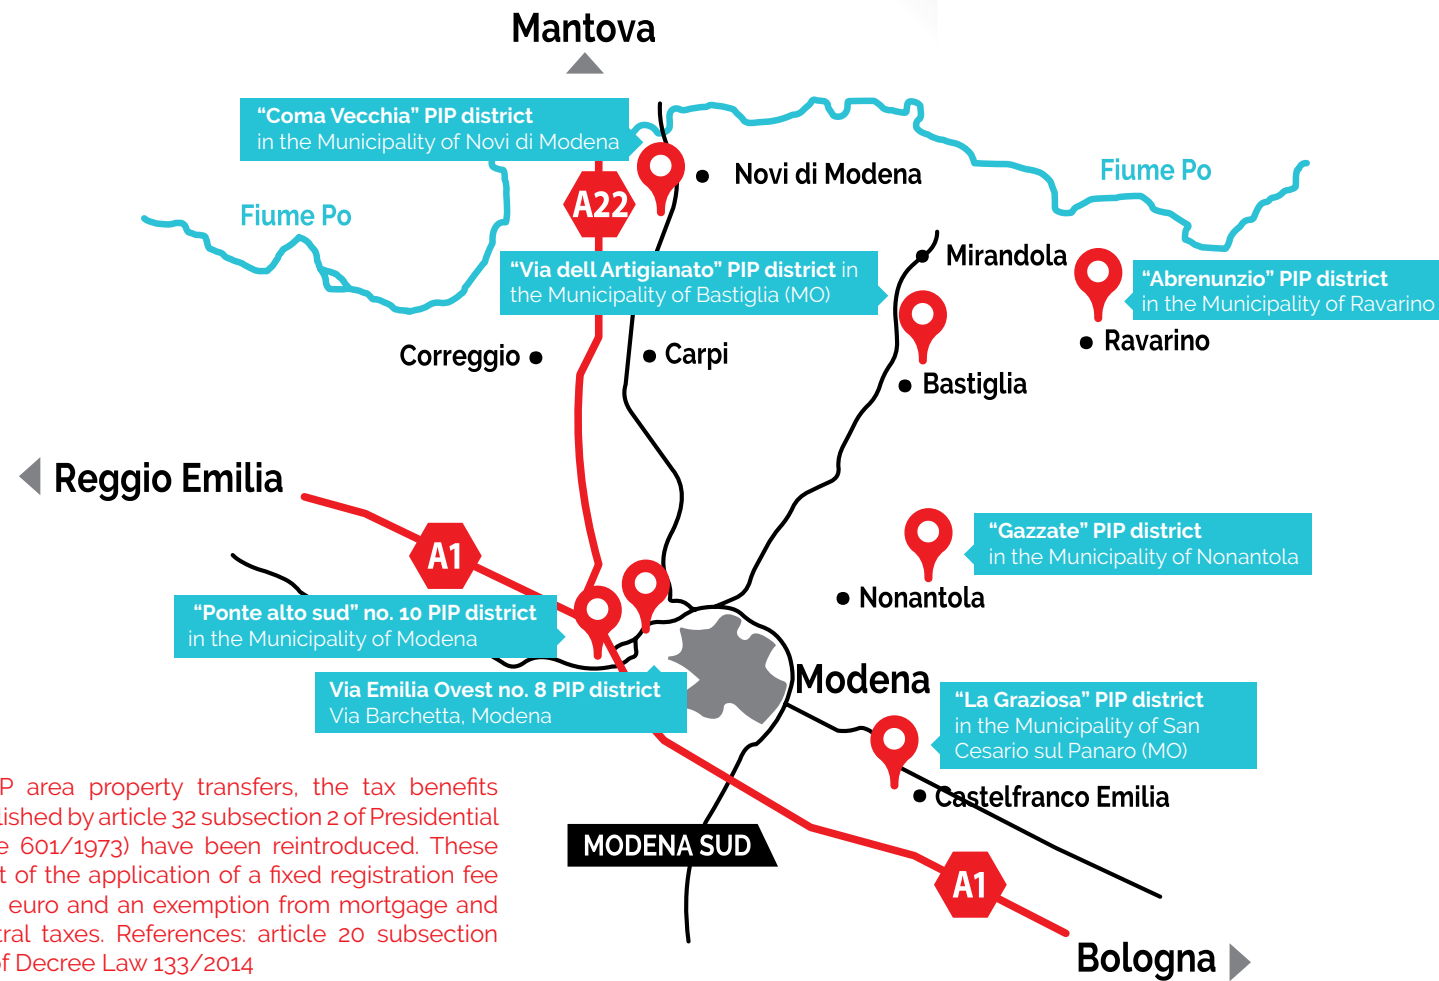 Mantova
“Coma Vecchia” PIP district
in the Municipality of Novi di Modena
Novi di Modena
Fiume Po
A22
Fiume Po
Mirandola
“Via dell Artigianato” PIP district in
the Municipality of Bastiglia (MO)
“Abrenunzio” PIP district
in the Municipality of Ravarino
Ravarino
Correggio
Carpi
Bastiglia
Reggio Emilia
A1
“Gazzate” PIP district
in the Municipality of Nonantola
Nonantola
“Ponte alto sud” no. 10 PIP district
in the Municipality of Modena
Modena
Via Emilia Ovest no. 8 PIP district
Via Barchetta, Modena
“La Graziosa” PIP district
in the Municipality of San
Cesario sul Panaro (MO)
Castelfranco Emilia
P area property transfers, the tax benefits
lished by article 32 subsection 2 of Presidential
e 601/1973) have been reintroduced. These
t of the application of a fixed registration fee
euro and an exemption from mortgage and
tral taxes. References: article 20 subsection
of Decree Law 133/2014
MODENA SUD
A1
Bologna